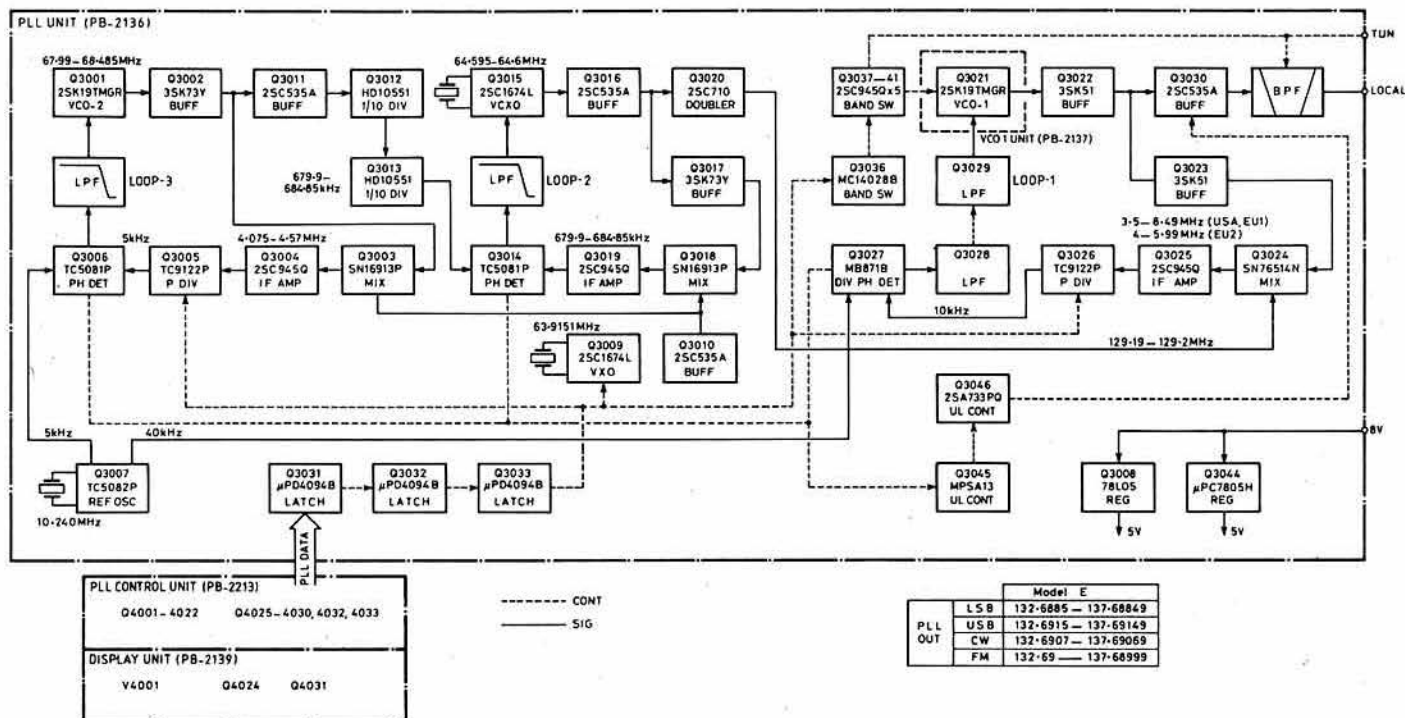 PLL UNIT (PB-2136)
67·99–68·485MHz
Q3001
2SK19TMGR
VCO-2
Q3002
3SK73Y
BUFF
Q3011
2SC535A
BUFF
Q3012
HD10551
1/10 DIV
64·595–64·6MHz
Q3015
2SC1674L
VCXO
Q3016
2SC535A
BUFF
Q3020
2SC710
DOUBLER
Q3037–41
2SC945Q×5
BAND SW
Q3021
2SK19TMGR
VCO-1
VCO 1 UNIT (PB-2137)
Q3022
3SK51
BUFF
Q3030
2SC535A
BUFF
BPF
TUN
LOCAL
LPF
LOOP-3
679·9–
684·85kHz
Q3013
HD10551
1/10 DIV
LPF
LOOP-2
Q3017
3SK73Y
BUFF
Q3036
MC14028B
BAND SW
Q3029
LPF
LOOP-1
Q3023
3SK51
BUFF
Q3006
TC5081P
PH DET
5kHz
Q3005
TC9122P
P DIV
4·075–4·57MHz
Q3004
2SC945Q
IF AMP
Q3003
SN16913P
MIX
Q3014
TC5081P
PH DET
679·9–684·85kHz
Q3019
2SC945Q
IF AMP
Q3018
SN16913P
MIX
Q3027
MB871B
DIV PH DET
Q3028
LPF
10kHz
3·5–8·49MHz (USA, EU1)
4–5·99MHz (EU2)
Q3026
TC9122P
P DIV
Q3025
2SC945Q
IF AMP
Q3024
SN76514N
MIX
63·9151MHz
Q3009
2SC1674L
VXO
Q3010
2SC535A
BUFF
129·19–129·2MHz
Q3046
2SA733PQ
UL CONT
5kHz
40kHz
8V
Q3007
TC5082P
REF OSC
10·240MHz
Q3031
μPD4094B
LATCH
Q3032
μPD4094B
LATCH
Q3033
μPD4094B
LATCH
Q3045
MPSA13
UL CONT
Q3008
78L05
REG
5V
Q3044
μPC7805H
REG
5V
PLL DATA
PLL CONTROL UNIT (PB-2213)
Q4001–4022 Q4025–4030, 4032, 4033
DISPLAY UNIT (PB-2139)
V4001 Q4024 Q4031
CONT
SIG
Model E
PLL OUT
LSB 132·6885 — 137·68849
USB 132·6915 — 137·69149
CW 132·6907 — 137·69069
FM 132·69 — 137·68999